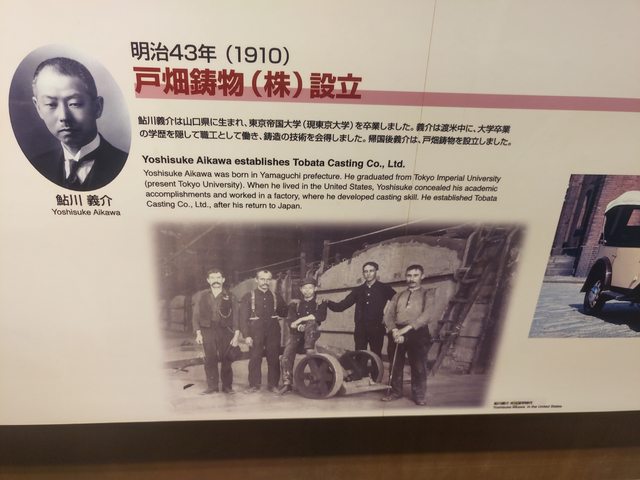 明治43年（1910）
戸畑鋳物（株）設立
鮎川義介は山口県に生まれ、東京帝国大学（現東京大学）を卒業しました。義介は渡米中に、大学卒業
の学歴を隠して職工として働き、鋳造の技術を会得しました。帰国後義介は、戸畑鋳物を設立しました。
Yoshisuke Aikawa establishes Tobata Casting Co., Ltd.
Yoshisuke Aikawa was born in Yamaguchi prefecture. He graduated from Tokyo Imperial University
(present Tokyo University). When he lived in the United States, Yoshisuke concealed his academic
accomplishments and worked in a factory, where he developed casting skill. He established Tobata
Casting Co., Ltd., after his return to Japan.
鮎川 義介
Yoshisuke Aikawa
Yoshisuke Aikawa in the United States